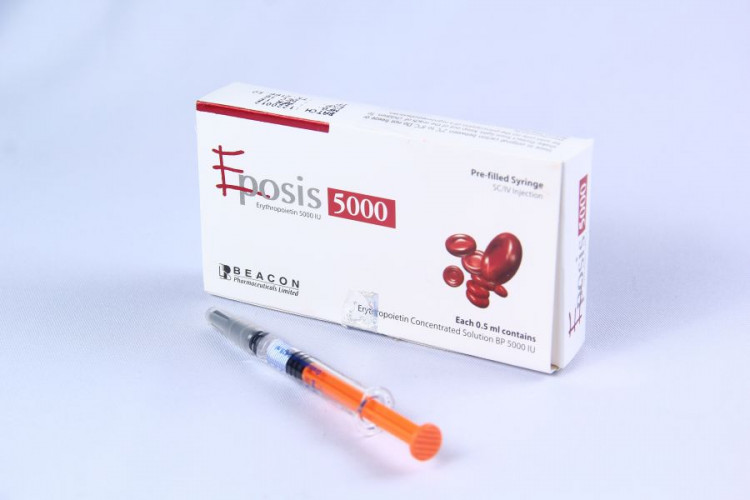 Eposis 5000
Erythropoietin 5000 IU
Pre-filled Syringe
SC/IV Injection
BEACON
Pharmaceuticals Limited
Each 0.5 ml contains
Erythropoietin Concentrated Solution BP 5000 IU
Eposis 5000
BATCH